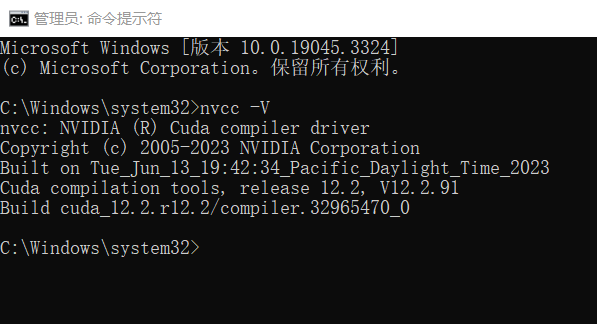 管理员: 命令提示符
Microsoft Windows [版本 10.0.19045.3324]
(c) Microsoft Corporation。保留所有权利。
C:\Windows\system32>nvcc -V
nvcc: NVIDIA (R) Cuda compiler driver
Copyright (c) 2005-2023 NVIDIA Corporation
Built on Tue_Jun_13_19:42:34_Pacific_Daylight_Time_2023
Cuda compilation tools, release 12.2, V12.2.91
Build cuda_12.2.r12.2/compiler.32965470_0
C:\Windows\system32>